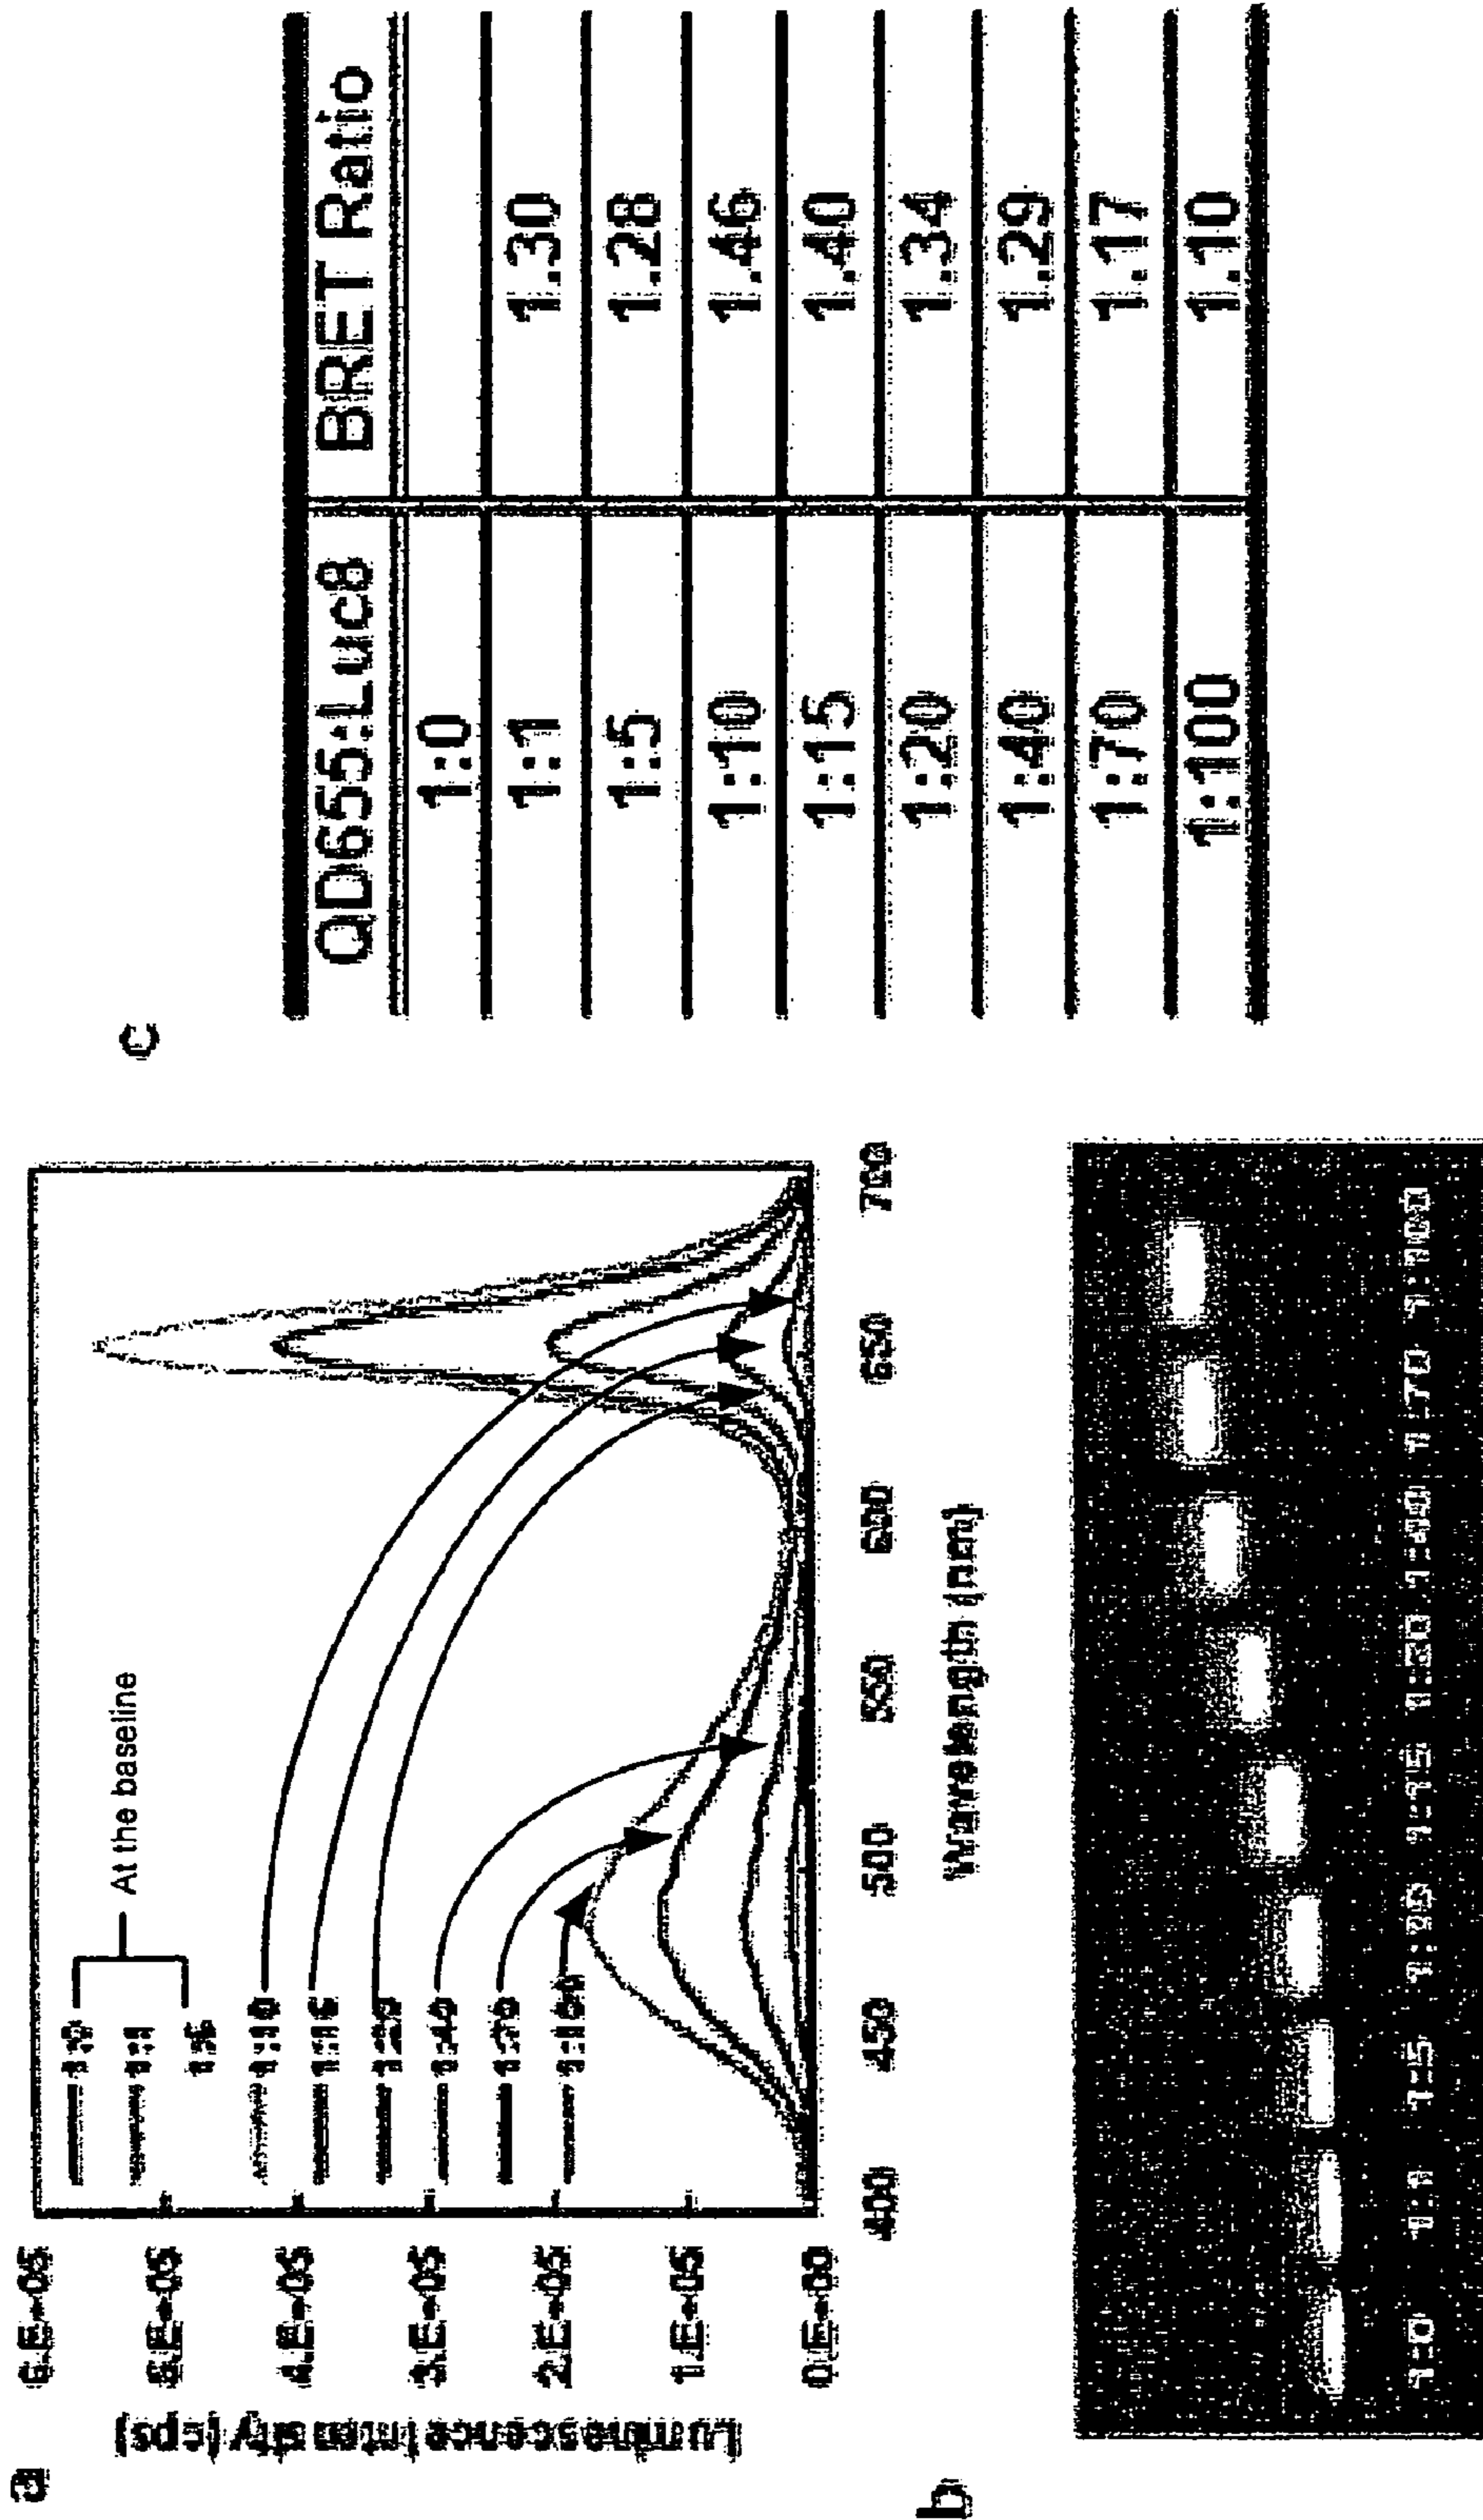 a
Luminescence Intensity (cps)
6.E+05
5.E+05
4.E+05
3.E+05
2.E+05
1.E+05
0.E+00
1:0
1:1
1:5
1:10
1:15
1:20
1:40
1:70
1:100
At the baseline
400 450 500 550 600 650 700
Wavelength (nm)
b
1:0 1:1 1:5 1:15 1:40 1:70 1:100
c
QD655:Luc8 BRET Ratio
1:0
1:1 1.30
1:5 1.28
1:10 1.46
1:15 1.40
1:20 1.34
1:40 1.29
1:70 1.17
1:100 1.10